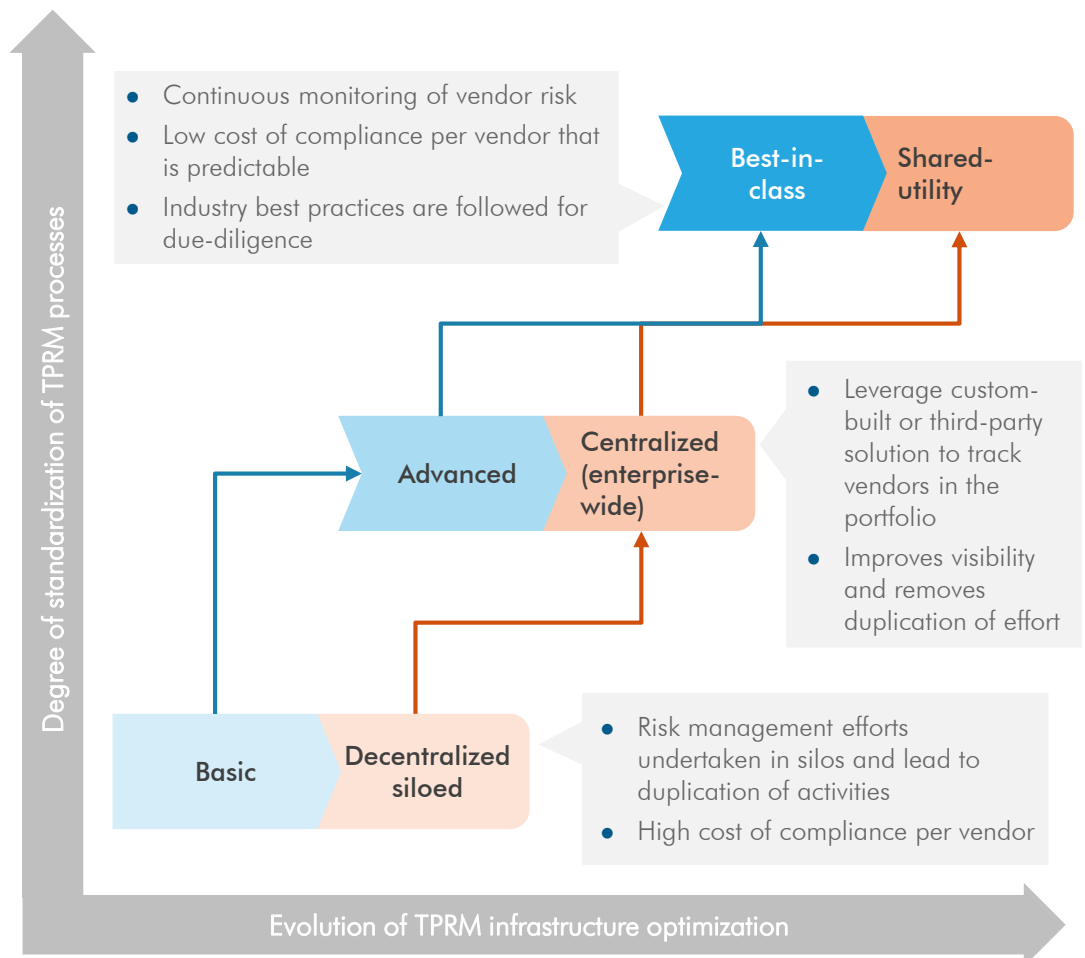 Degree of standardization of TPRM processes
● Continuous monitoring of vendor risk
● Low cost of compliance per vendor that
is predictable
● Industry best practices are followed for
due-diligence
Best-in-
class
Shared-
utility
Advanced
Centralized
(enterprise-
wide)
● Leverage custom-
built or third-party
solution to track
vendors in the
portfolio
● Improves visibility
and removes
duplication of effort
Basic
Decentralized
siloed
● Risk management efforts
undertaken in silos and lead to
duplication of activities
● High cost of compliance per vendor
Evolution of TPRM infrastructure optimization